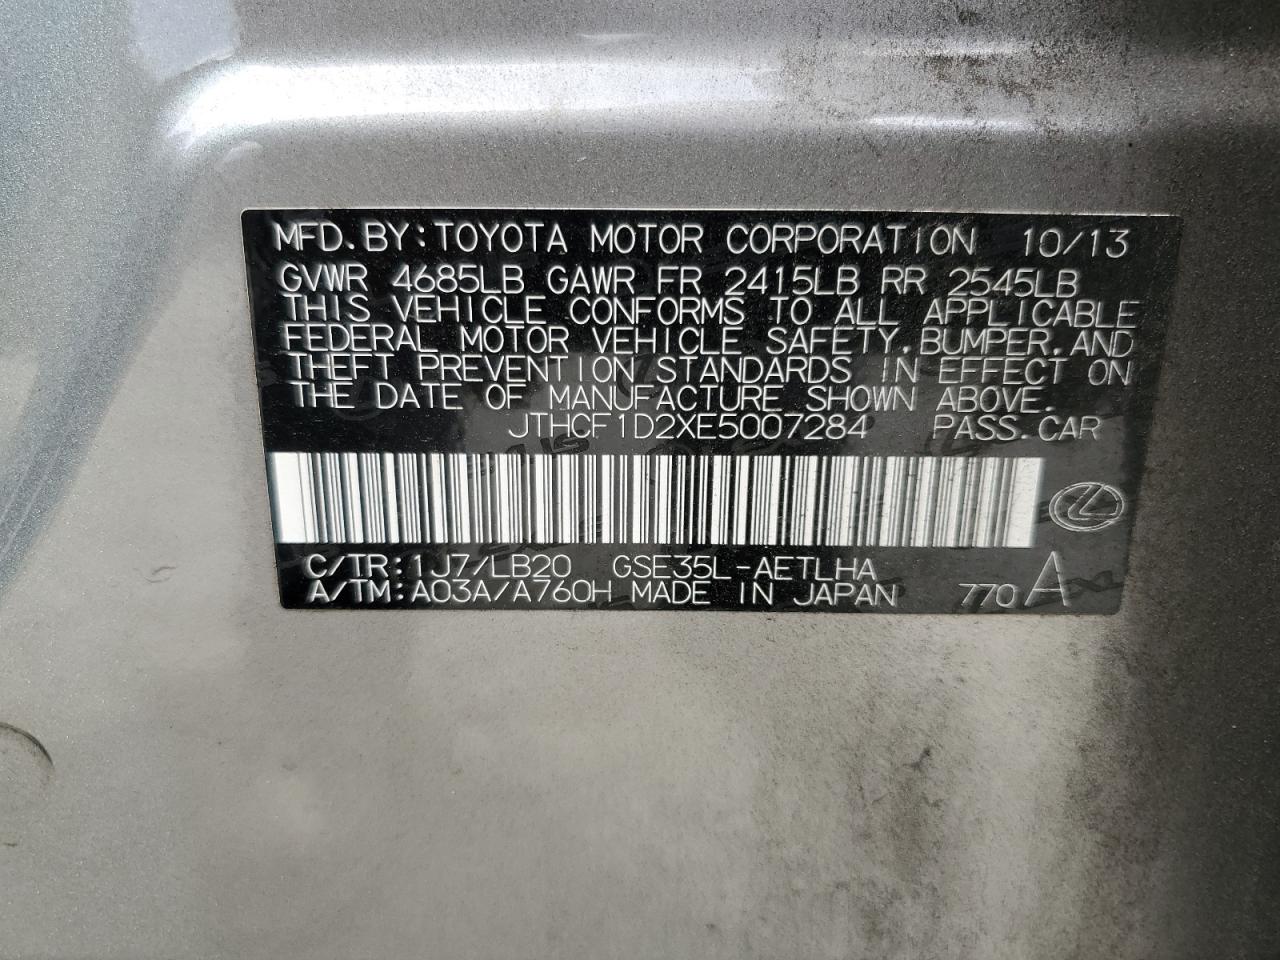 MFD.BY:TOYOTA MOTOR CORPORATION 10/13
GVWR 4685LB GAWR FR 2415LB RR 2545LB
THIS VEHICLE CONFORMS TO ALL APPLICABLE
FEDERAL MOTOR VEHICLE SAFETY,BUMPER,AND
THEFT PREVENTION STANDARDS IN EFFECT ON
THE DATE OF MANUFACTURE SHOWN ABOVE.
JTHCF1D2XE5007284 PASS.CAR
C/TR:1J7/LB20 GSE35L-AETLHA
A/TM:A03A/A760H MADE IN JAPAN 770 A